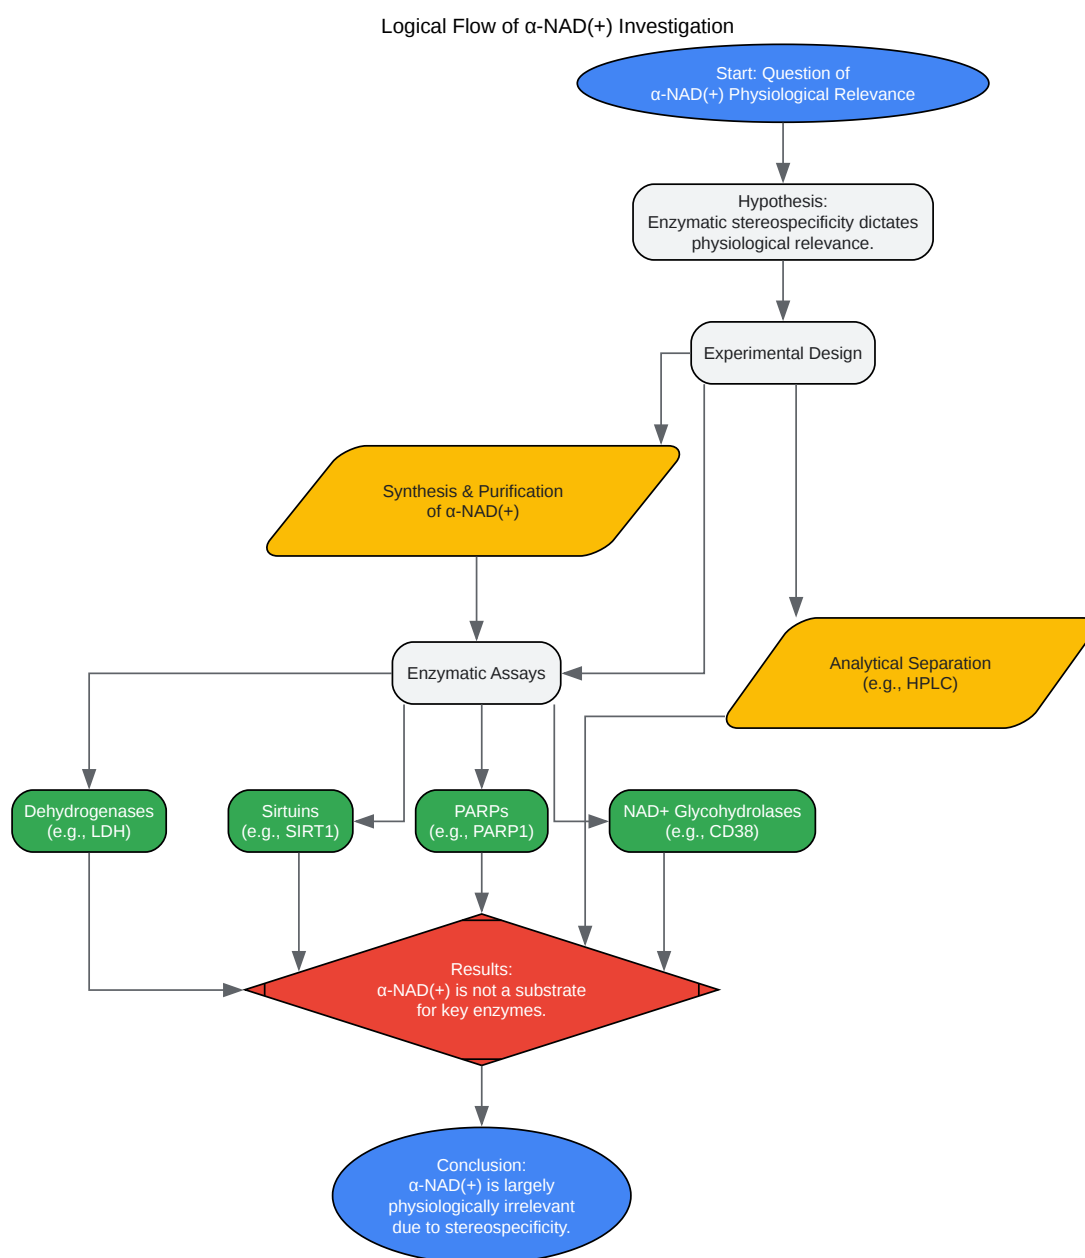 Logical Flow of α-NAD(+) Investigation
Start: Question of
α-NAD(+) Physiological Relevance
Hypothesis:
Enzymatic stereospecificity dictates
physiological relevance.
Experimental Design
Synthesis & Purification
of α-NAD(+)
Analytical Separation
(e.g., HPLC)
Enzymatic Assays
Dehydrogenases
(e.g., LDH)
Sirtuins
(e.g., SIRT1)
PARPs
(e.g., PARP1)
NAD+ Glycohydrolases
(e.g., CD38)
Results:
α-NAD(+) is not a substrate
for key enzymes.
Conclusion:
α-NAD(+) is largely
physiologically irrelevant
due to stereospecificity.